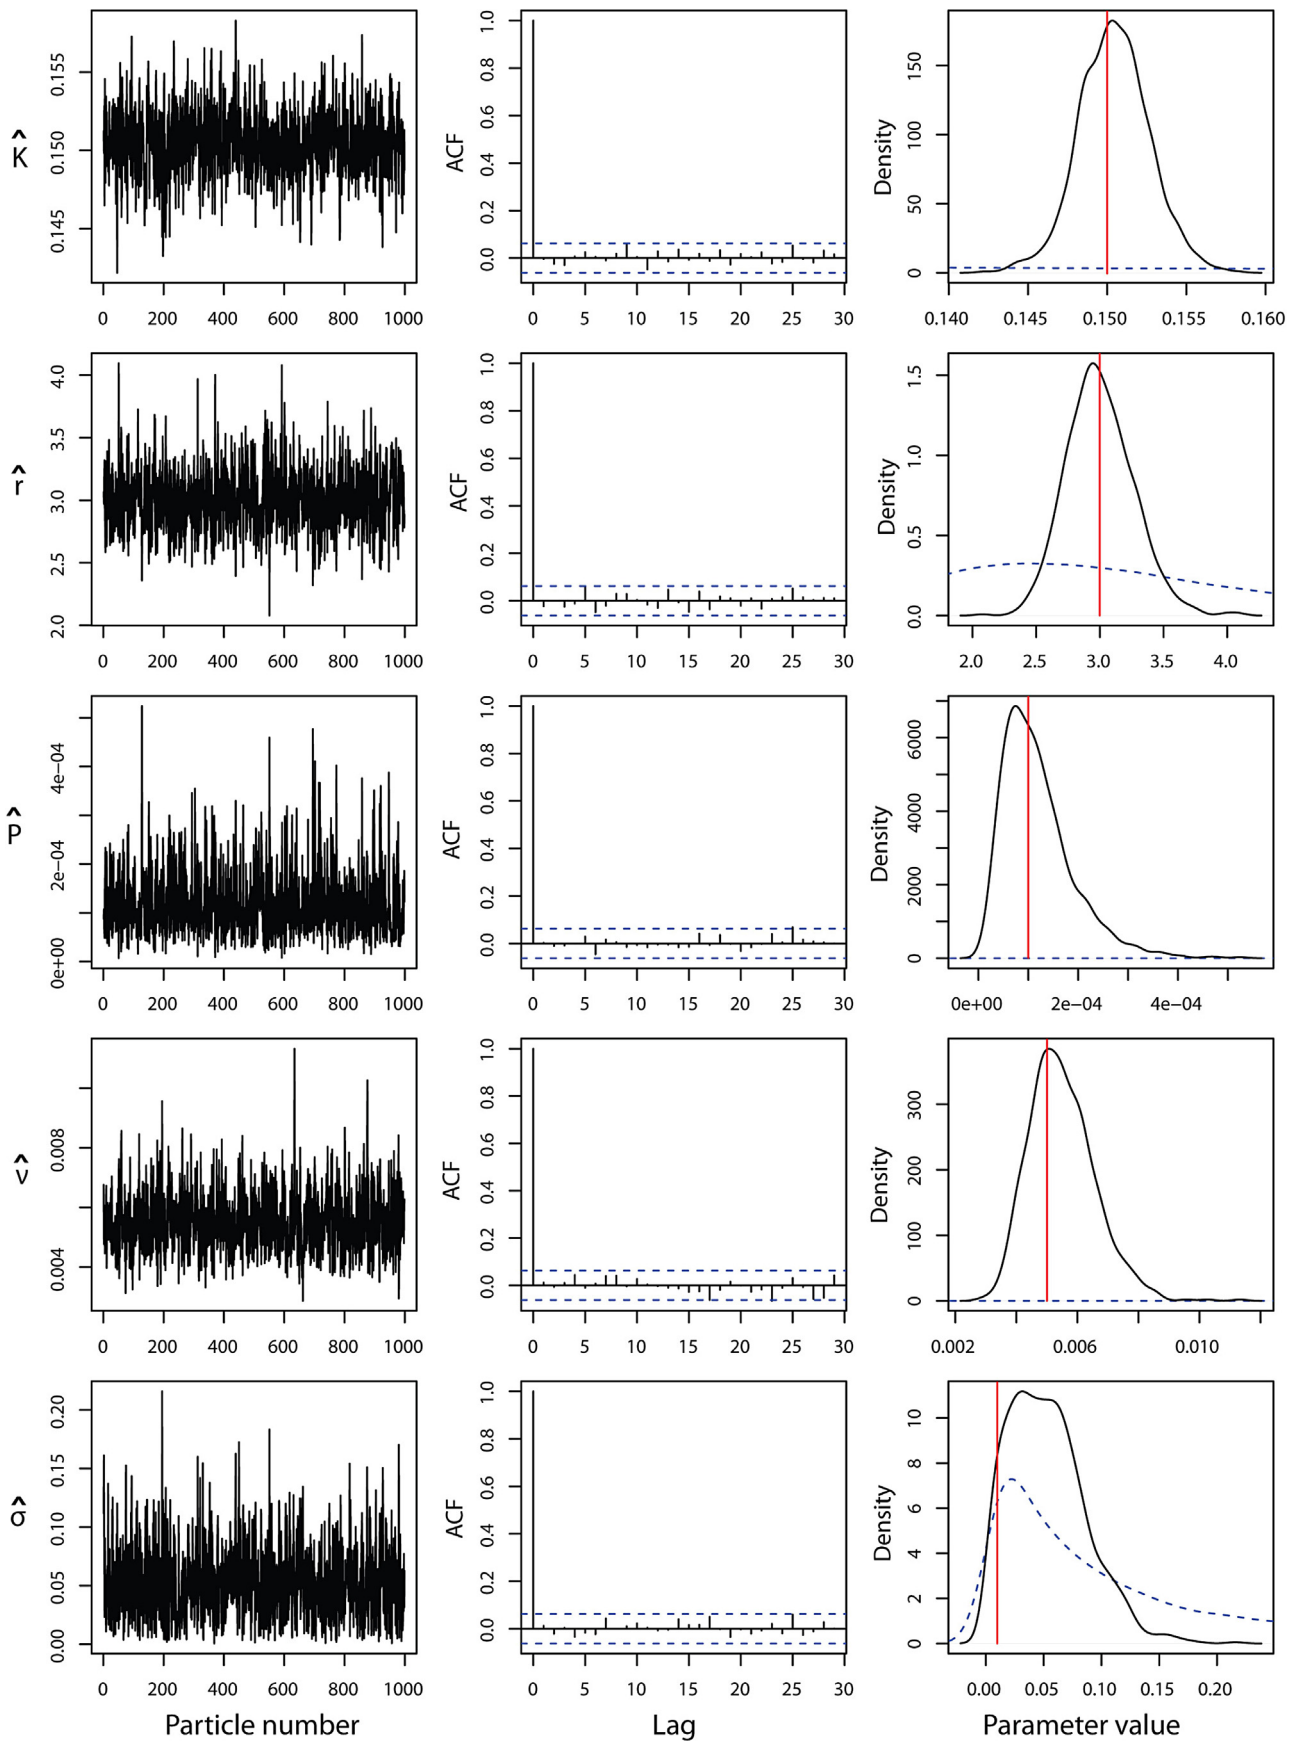 K̂
0.145 0.150 0.155
0 200 400 600 800 1000
ACF
0.0 0.2 0.4 0.6 0.8 1.0
0 5 10 15 20 25 30
Density
0 50 100 150
0.140 0.145 0.150 0.155 0.160
r̂
2.0 2.5 3.0 3.5 4.0
0 200 400 600 800 1000
ACF
0.0 0.2 0.4 0.6 0.8 1.0
0 5 10 15 20 25 30
Density
0.0 0.5 1.0 1.5
2.0 2.5 3.0 3.5 4.0
P̂
0e+00 2e−04 4e−04
0 200 400 600 800 1000
ACF
0.0 0.2 0.4 0.6 0.8 1.0
0 5 10 15 20 25 30
Density
0 2000 4000 6000
0e+00 2e−04 4e−04
ν̂
0.004 0.008
0 200 400 600 800 1000
ACF
0.0 0.2 0.4 0.6 0.8 1.0
0 5 10 15 20 25 30
Density
0 100 200 300
0.002 0.006 0.010
σ̂
0.00 0.05 0.10 0.15 0.20
0 200 400 600 800 1000
Particle number
ACF
0.0 0.2 0.4 0.6 0.8 1.0
0 5 10 15 20 25 30
Lag
Density
0 2 4 6 8 10
0.00 0.05 0.10 0.15 0.20
Parameter value